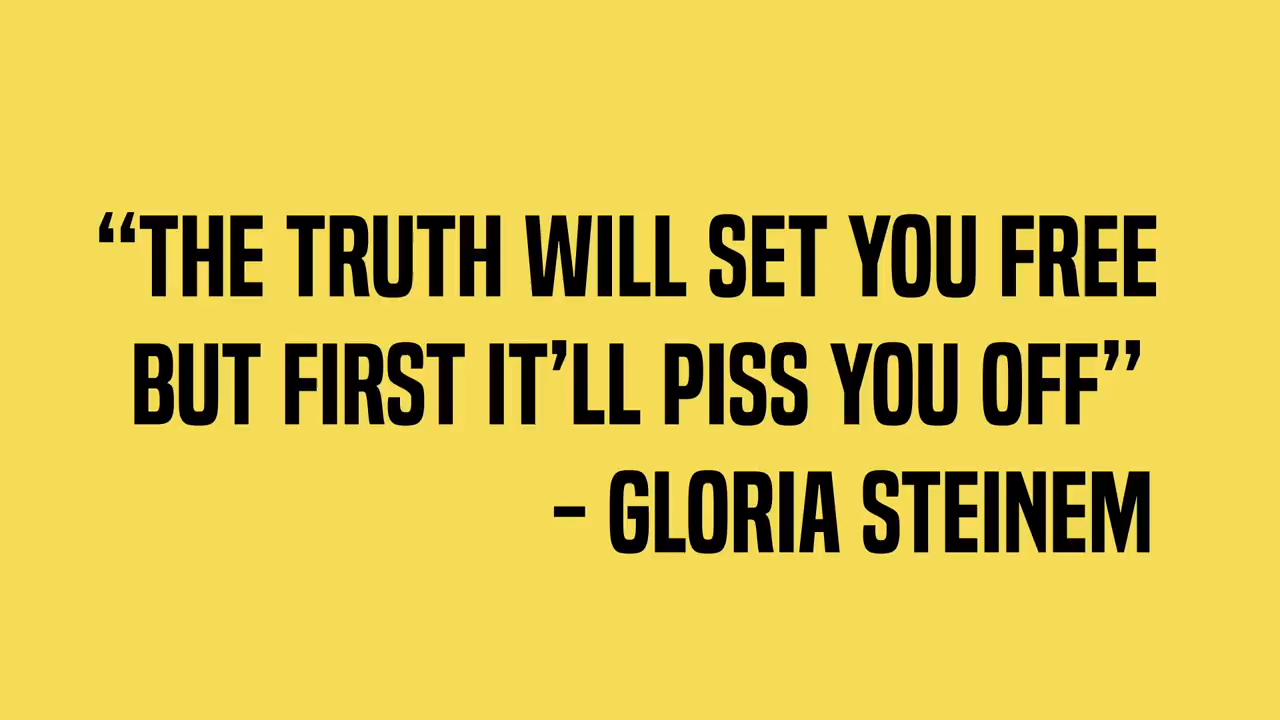 “THE TRUTH WILL SET YOU FREE
BUT FIRST IT’LL PISS YOU OFF”
– GLORIA STEINEM